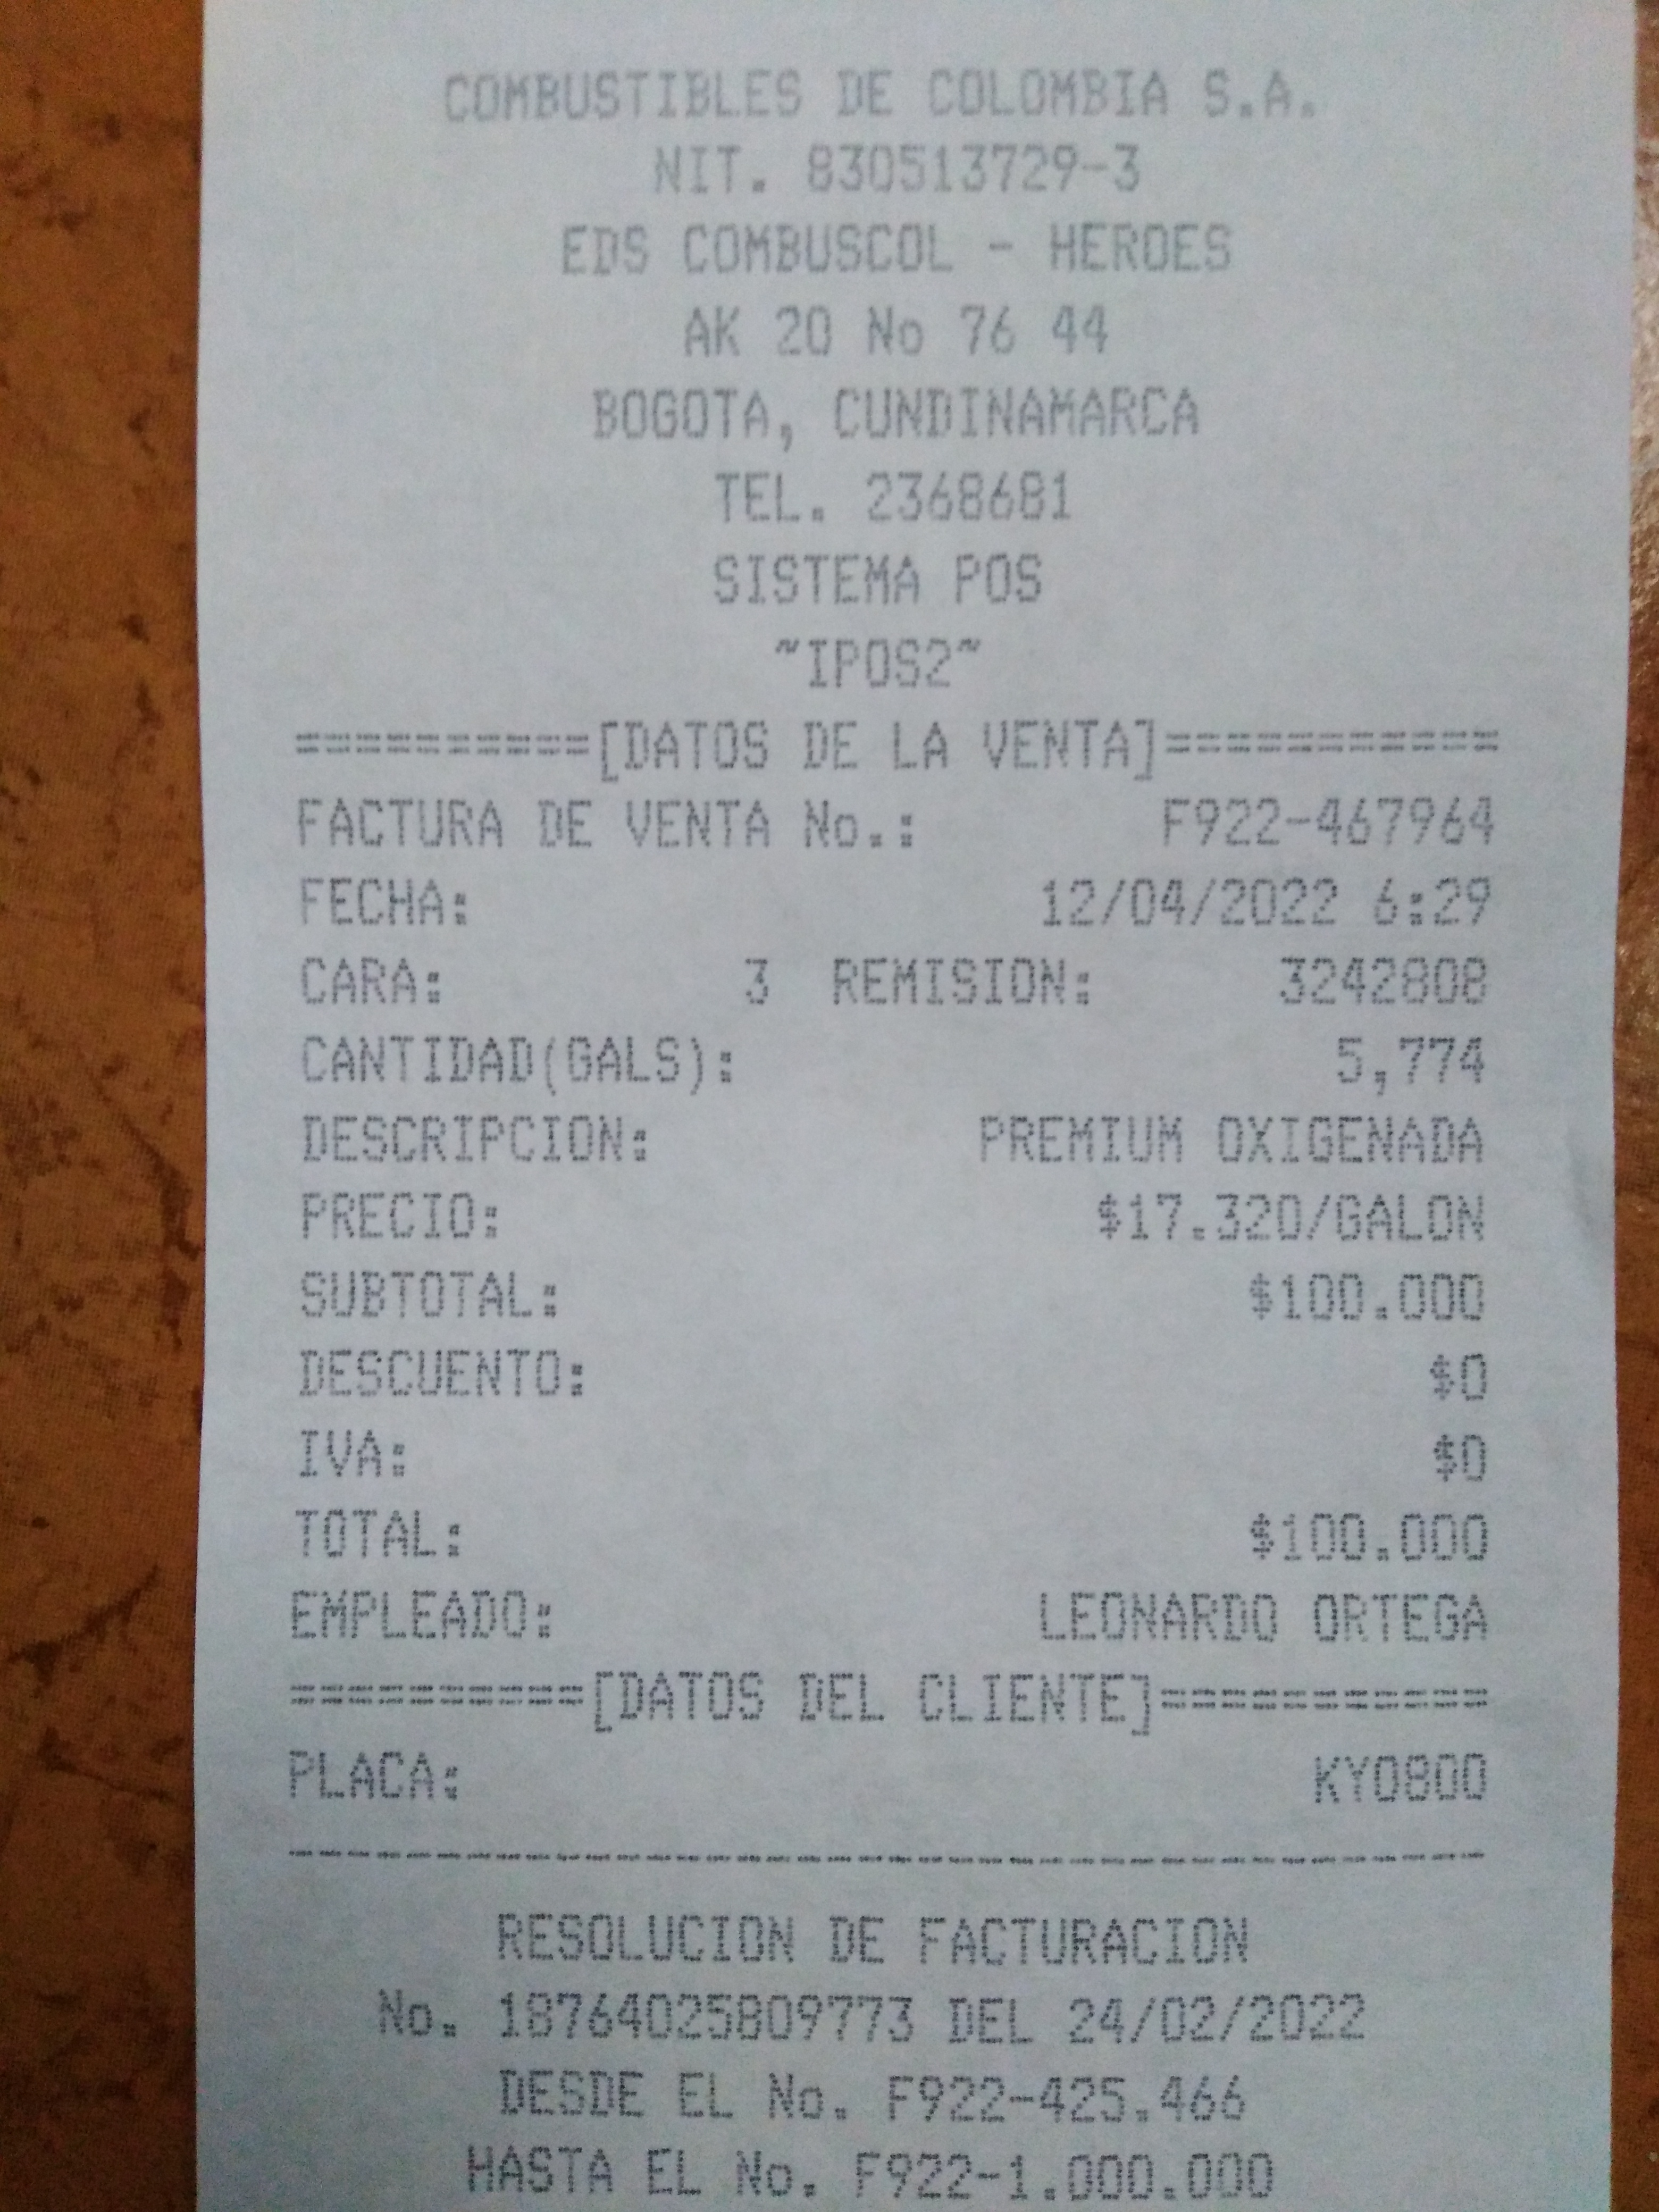 COMBUSTIBLES DE COLOMBIA S.A.
NIT. 830513729-3
EDS COMBUSCOL - HEROES
AK 20 No 76 44
BOGOTA, CUNDINAMARCA
TEL. 2368681
SISTEMA POS
~IPOS2~
==========[DATOS DE LA VENTA]===========
FACTURA DE VENTA No.: F922-467964
FECHA: 12/04/2022 6:29
CARA: 3 REMISION: 3242808
CANTIDAD(GALS): 5,774
DESCRIPCION: PREMIUM OXIGENADA
PRECIO: $17.320/GALON
SUBTOTAL: $100.000
DESCUENTO: $0
IVA: $0
TOTAL: $100.000
EMPLEADO: LEONARDO ORTEGA
==========[DATOS DEL CLIENTE]===========
PLACA: KYO800
----------------------------------------
RESOLUCION DE FACTURACION
No. 18764025809773 DEL 24/02/2022
DESDE EL No. F922-425.466
HASTA EL No. F922-1.000.000